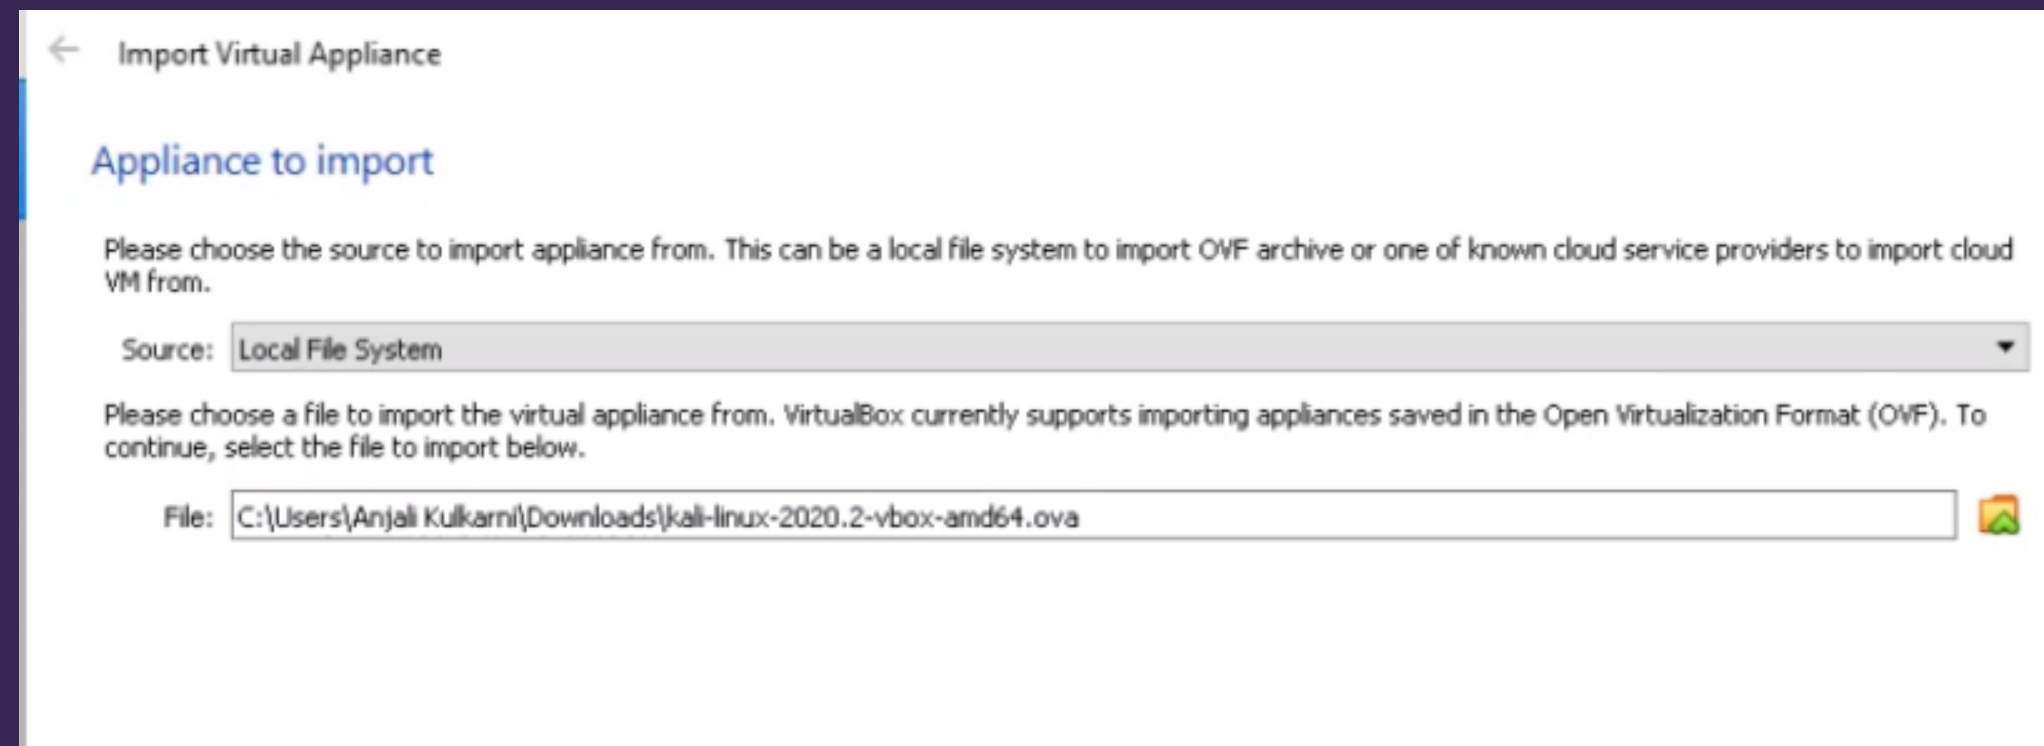 Import Virtual Appliance
Appliance to import
Please choose the source to import appliance from. This can be a local file system to import OVF archive or one of known cloud service providers to import cloud
VM from.
Source: Local File System
Please choose a file to import the virtual appliance from. VirtualBox currently supports importing appliances saved in the Open Virtualization Format (OVF). To
continue, select the file to import below.
File: C:\Users\Anjali Kulkarni\Downloads\kali-linux-2020.2-vbox-amd64.ova